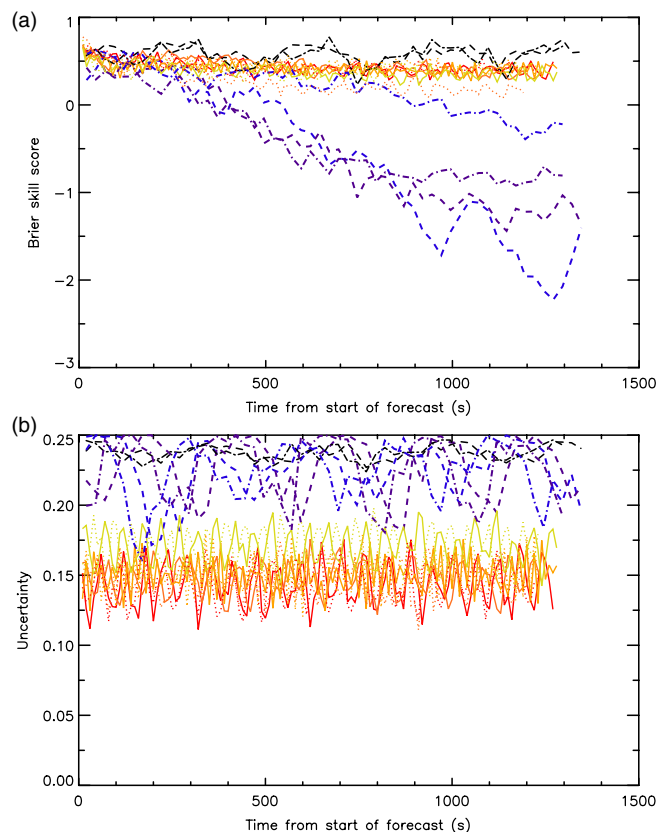 (a)
1
0
−1
−2
−3
Brier skill score
0 500 1000 1500
Time from start of forecast (s)
(b)
0.25
0.20
0.15
0.10
0.05
0.00
Uncertainty
0 500 1000 1500
Time from start of forecast (s)